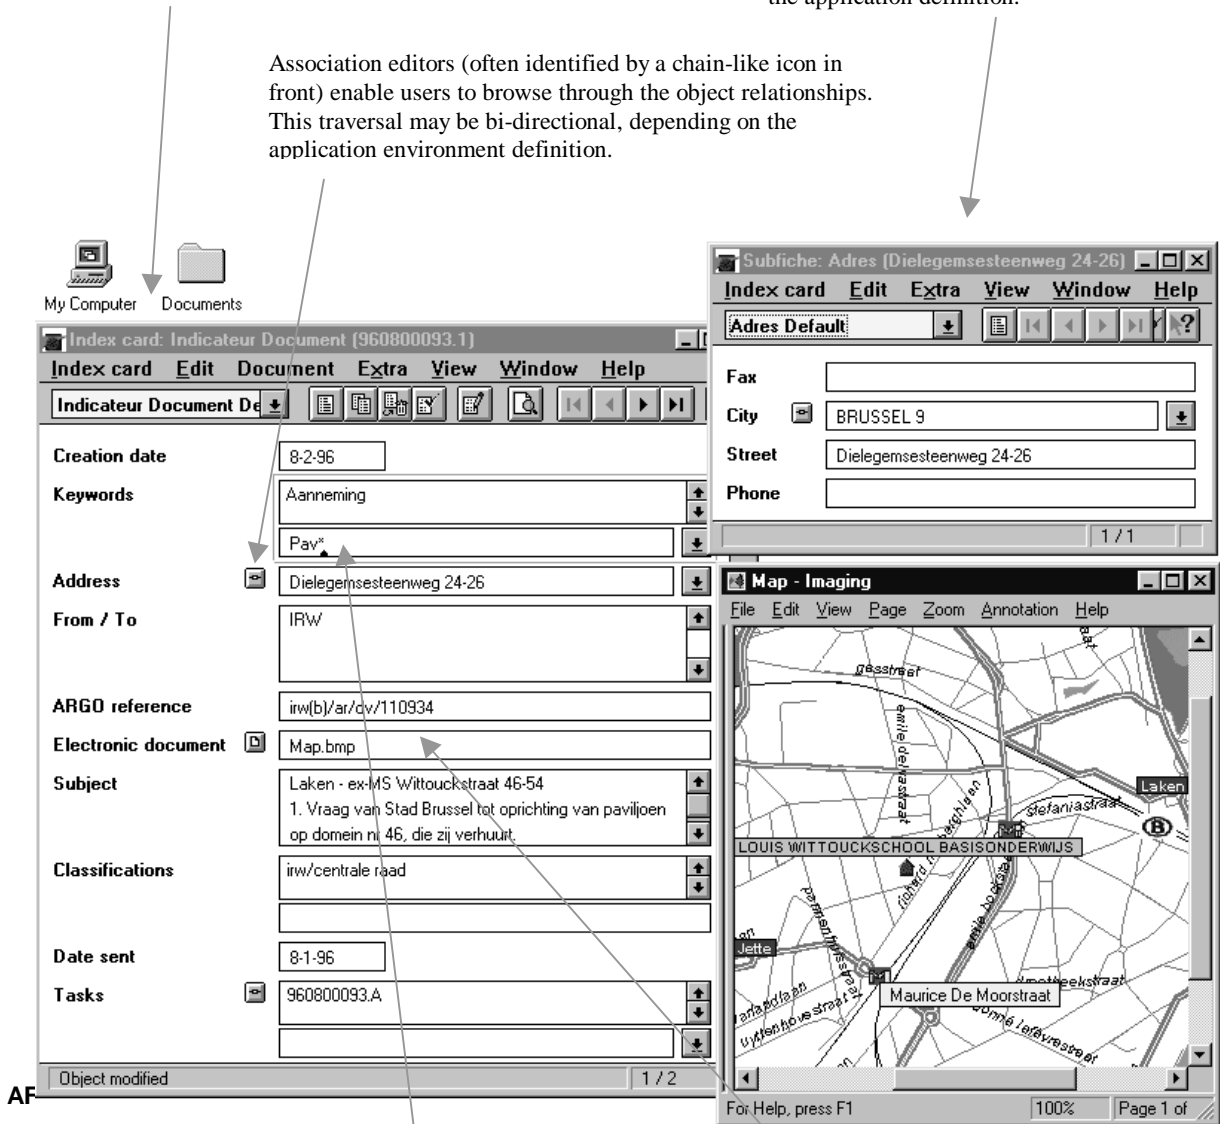 the application definition.
Association editors (often identified by a chain-like icon in
front) enable users to browse through the object relationships.
This traversal may be bi-directional, depending on the
application environment definition.
My Computer
Documents
Index card: Indicateur Document (960800093.1)
Index card Edit Document Extra View Window Help
Indicateur Document De
Creation date 8-2-96
Keywords Aanneming
Pav*
Address Dielegemsesteenweg 24-26
From / To IRW
ARGO reference irw(b)/ar/dv/110934
Electronic document Map.bmp
Subject Laken - ex-MS Wittouckstraat 46-54
1. Vraag van Stad Brussel tot oprichting van paviljoen
op domein nr 46, die zij verhuurt.
Classifications irw/centrale raad
Date sent 8-1-96
Tasks 960800093.A
Object modified 1 / 2
AR
Subfiche: Adres (Dielegemsesteenweg 24-26)
Index card Edit Extra View Window Help
Adres Default
Fax
City BRUSSEL 9
Street Dielegemsesteenweg 24-26
Phone
1 / 1
Map - Imaging
File Edit View Page Zoom Annotation Help
gasstraat
emile delvastraat
Laken
stefaniastraat
B
LOUIS WITTOUCKSCHOOL BASISONDERWIJS
emile bockstael
Jette
Maurice De Moorstraat
uyttenhovestraat
For Help, press F1 100% Page 1 of